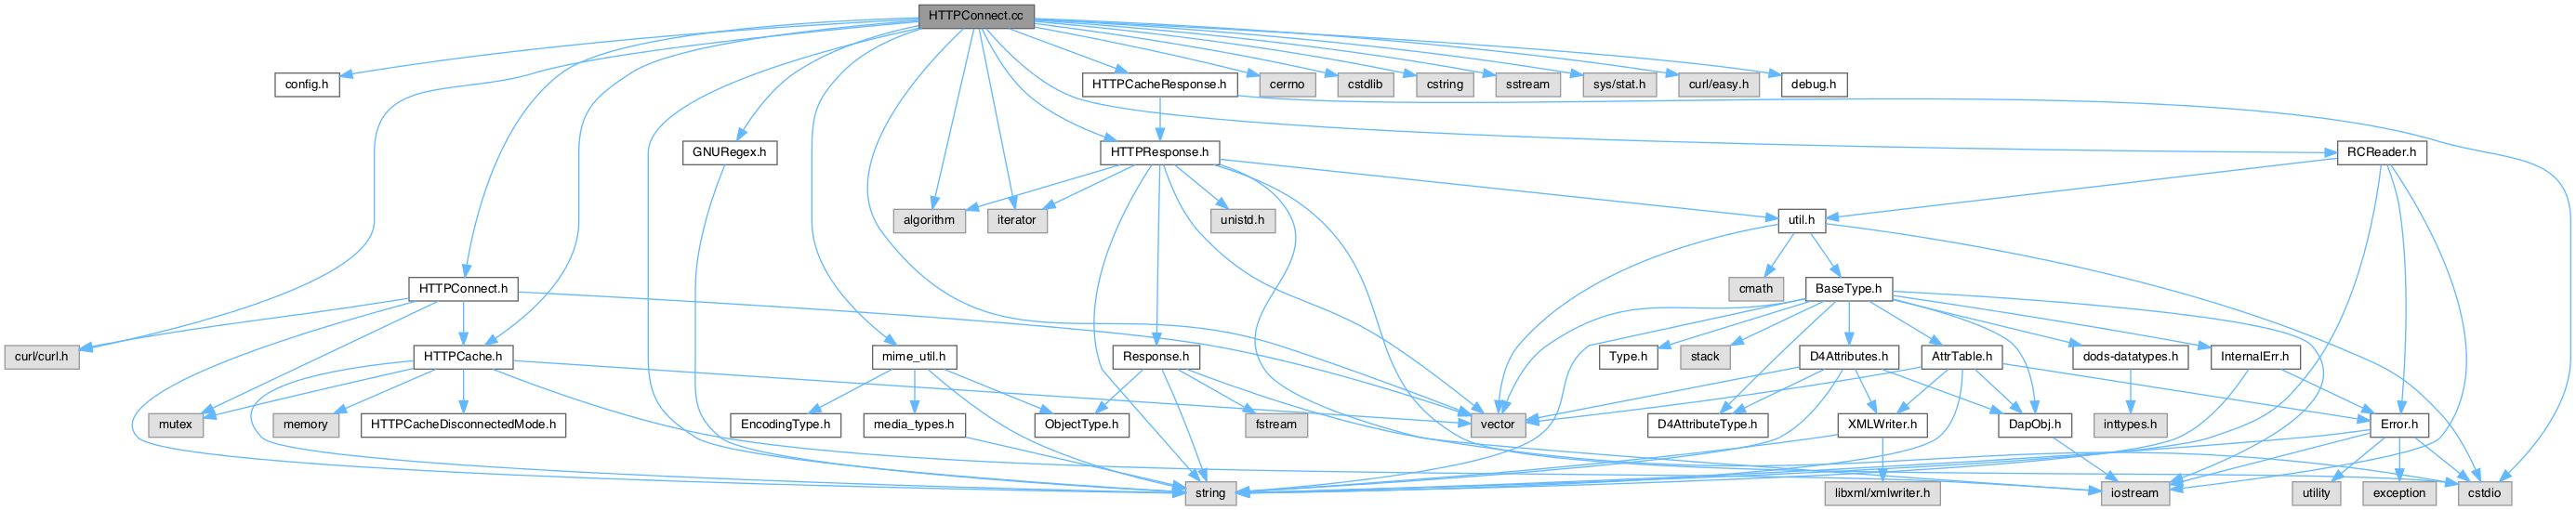 HTTPConnect.cc
config.h
HTTPCacheResponse.h
cerrno
cstdlib
cstring
sstream
sys/stat.h
curl/easy.h
debug.h
GNURegex.h
HTTPResponse.h
RCReader.h
algorithm
iterator
unistd.h
util.h
HTTPConnect.h
cmath
BaseType.h
curl/curl.h
HTTPCache.h
mime_util.h
Response.h
Type.h
stack
D4Attributes.h
AttrTable.h
dods-datatypes.h
InternalErr.h
mutex
memory
HTTPCacheDisconnectedMode.h
EncodingType.h
media_types.h
ObjectType.h
fstream
vector
D4AttributeType.h
XMLWriter.h
DapObj.h
inttypes.h
Error.h
string
libxml/xmlwriter.h
iostream
utility
exception
cstdio